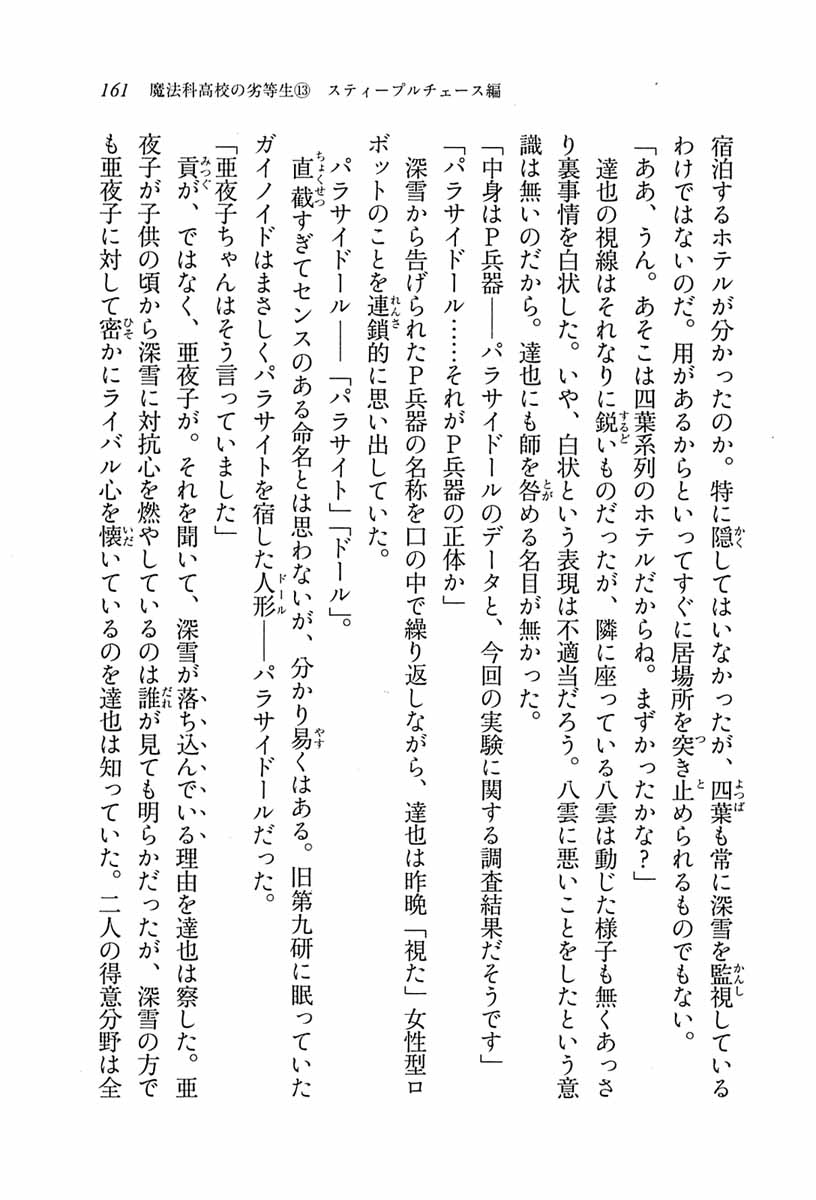 161 魔法科高校の劣等生⑬ スティープルチェース編
宿泊するホテルが分かったのか。特に隠してはいなかったが、四葉も常に深雪を監視している
わけではないのだ。用があるからといってすぐに居場所を突き止められるものでもない。
「ああ、うん。あそこは四葉系列のホテルだからね。まずかったかな？」
達也の視線はそれなりに鋭いものだったが、隣に座っている八雲は動じた様子も無くあっさ
り裏事情を白状した。いや、白状という表現は不適当だろう。八雲に悪いことをしたという意
識は無いのだから。達也にも師を咎める名目が無かった。
「中身はＰ兵器――パラサイドールのデータと、今回の実験に関する調査結果だそうです」
「パラサイドール……それがＰ兵器の正体か」
深雪から告げられたＰ兵器の名称を口の中で繰り返しながら、達也は昨晩「視た」女性型ロ
ボットのことを連鎖的に思い出していた。
パラサイドール――「パラサイト」「ドール」。
直截すぎてセンスのある命名とは思わないが、分かり易くはある。旧第九研に眠っていた
ガイノイドはまさしくパラサイトを宿した人形――パラサイドールだった。
「亜夜子ちゃんはそう言っていました」
貢が、ではなく、亜夜子が。それを聞いて、深雪が落ち込んでいる理由を達也は察した。亜
夜子が子供の頃から深雪に対抗心を燃やしているのは誰が見ても明らかだったが、深雪の方で
も亜夜子に対して密かにライバル心を懐いているのを達也は知っていた。二人の得意分野は全